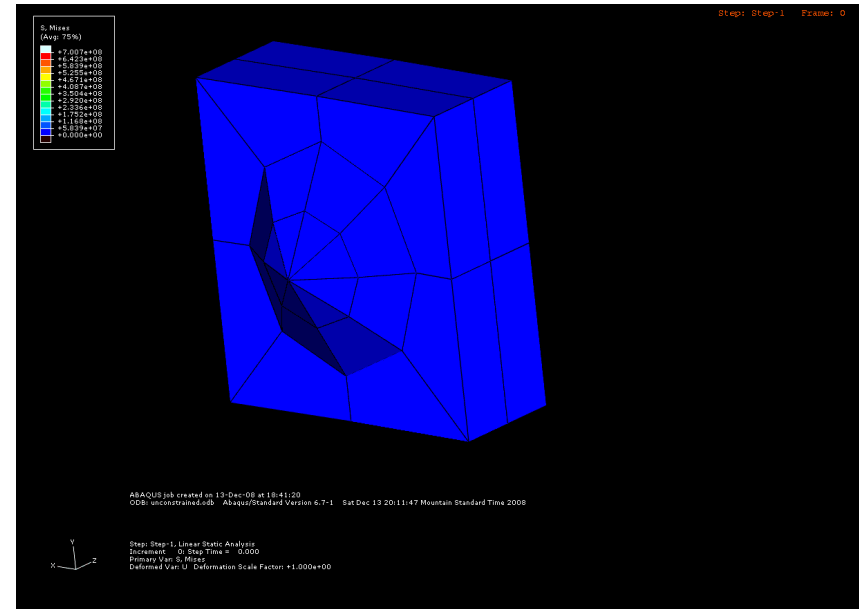 Step: Step-1 Frame: 0
S, Mises
(Avg: 75%)
+7.007e+08
+6.423e+08
+5.839e+08
+5.255e+08
+4.671e+08
+4.087e+08
+3.504e+08
+2.920e+08
+2.336e+08
+1.752e+08
+1.168e+08
+5.839e+07
+0.000e+00
ABAQUS job created on 13-Dec-08 at 18:41:20
ODB: unconstrained.odb Abaqus/Standard Version 6.7-1 Sat Dec 13 20:11:47 Mountain Standard Time 2008
Y
X
Z
Step: Step-1, Linear Static Analysis
Increment 0: Step Time = 0.000
Primary Var: S, Mises
Deformed Var: U Deformation Scale Factor: +1.000e+00